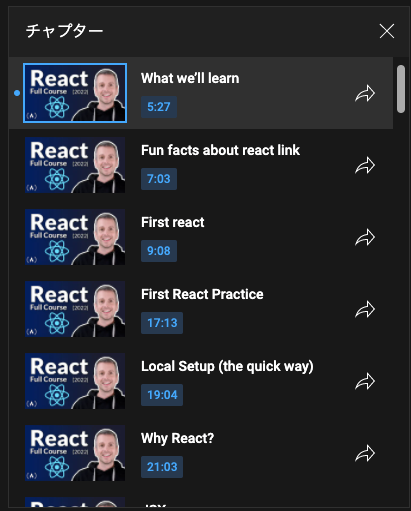 チャプター
React
Full Course [2022]
What we'll learn
5:27
React
Full Course [2022]
Fun facts about react link
7:03
React
Full Course [2022]
First react
9:08
React
Full Course [2022]
First React Practice
17:13
React
Full Course [2022]
Local Setup (the quick way)
19:04
React
Full Course [2022]
Why React?
21:03
JSX